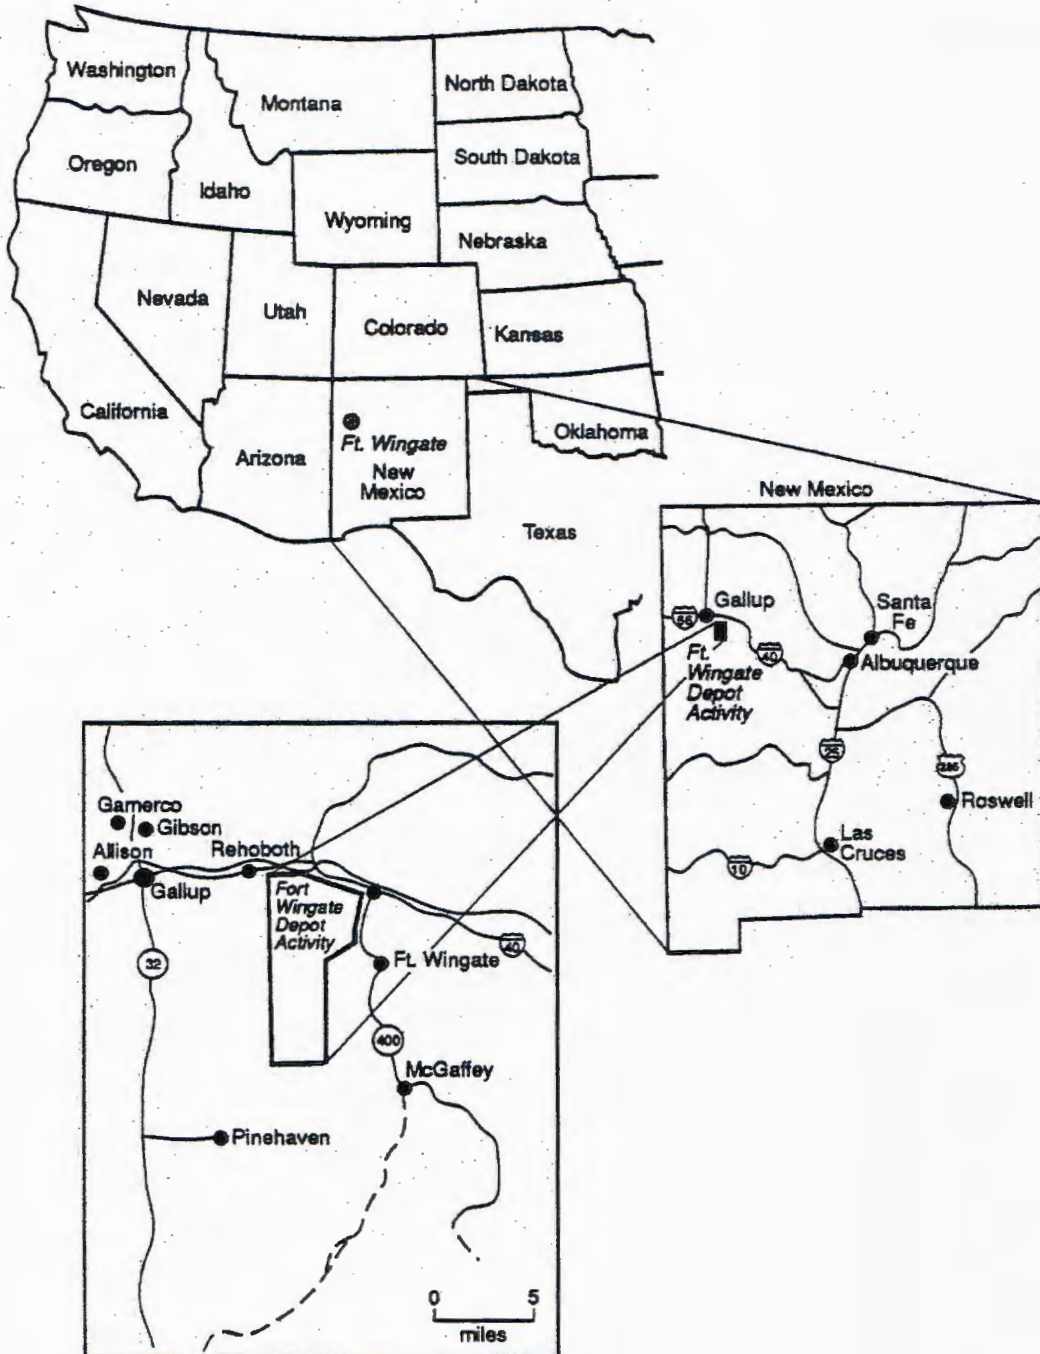 Washington
Montana
North Dakota
Oregon
Idaho
South Dakota
Wyoming
Nebraska
Nevada
Utah
Colorado
Kansas
California
Arizona
Ft. Wingate
New
Mexico
Oklahoma
Texas
New Mexico
Gallup
Santa
Fe
66
40
Albuquerque
Ft.
Wingate
Depot
Activity
25
285
Roswell
Las
Cruces
10
Gamerco
Gibson
Allison
Rehoboth
Gallup
Fort
Wingate
Depot
Activity
40
32
Ft. Wingate
400
McGaffey
Pinehaven
0 5
miles